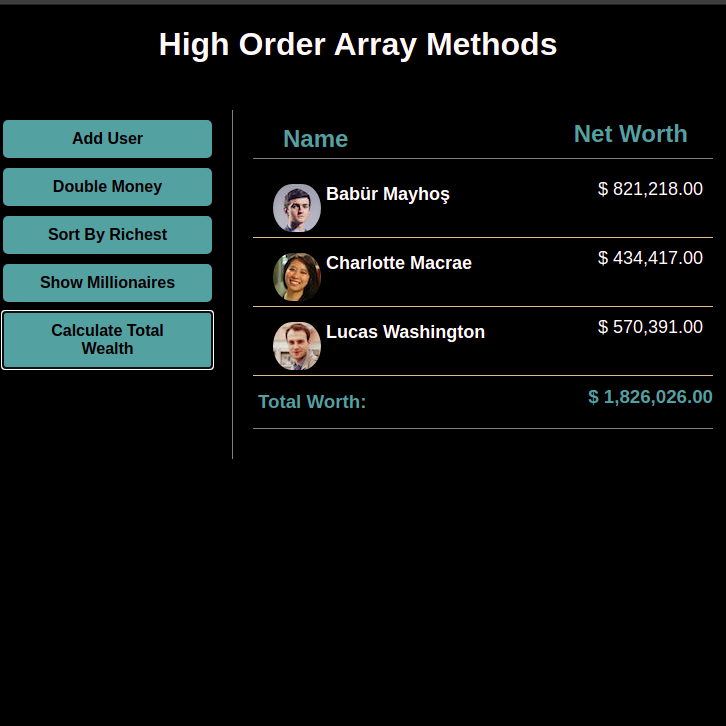 High Order Array Methods
Add User
Double Money
Sort By Richest
Show Millionaires
Calculate Total
Wealth
Name Net Worth
Babür Mayhoş $ 821,218.00
Charlotte Macrae $ 434,417.00
Lucas Washington $ 570,391.00
Total Worth: $ 1,826,026.00